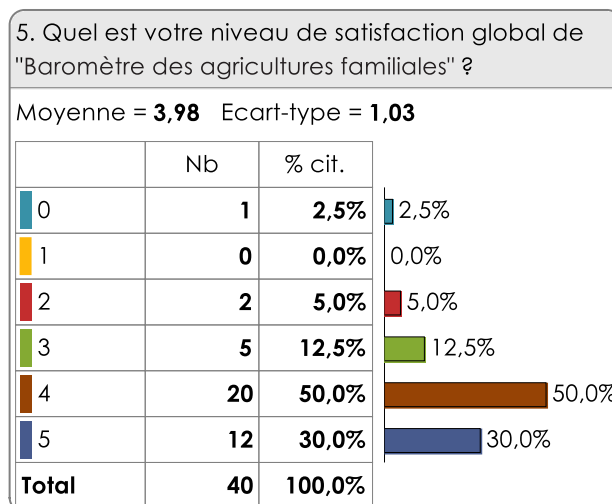 5. Quel est votre niveau de satisfaction global de
"Baromètre des agricultures familiales" ?
Moyenne = 3,98 Ecart-type = 1,03
Nb % cit.
0 1 2,5% 2,5%
1 0 0,0% 0,0%
2 2 5,0% 5,0%
3 5 12,5% 12,5%
4 20 50,0% 50,0%
5 12 30,0% 30,0%
Total 40 100,0%